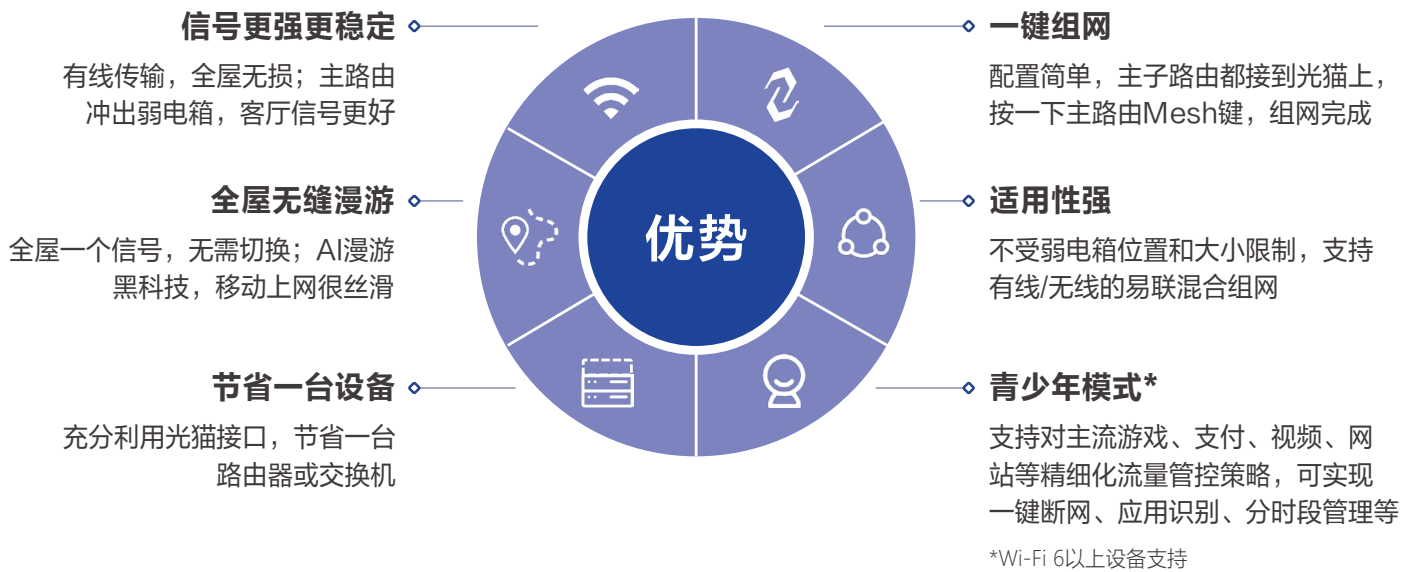 信号更强更稳定
有线传输，全屋无损；主路由
冲出弱电箱，客厅信号更好
全屋无缝漫游
全屋一个信号，无需切换；AI漫游
黑科技，移动上网很丝滑
节省一台设备
充分利用光猫接口，节省一台
路由器或交换机
优势
一键组网
配置简单，主子路由都接到光猫上，
按一下主路由Mesh键，组网完成
适用性强
不受弱电箱位置和大小限制，支持
有线/无线的易联混合组网
青少年模式*
支持对主流游戏、支付、视频、网
站等精细化流量管控策略，可实现
一键断网、应用识别、分时段管理等
*Wi-Fi 6以上设备支持